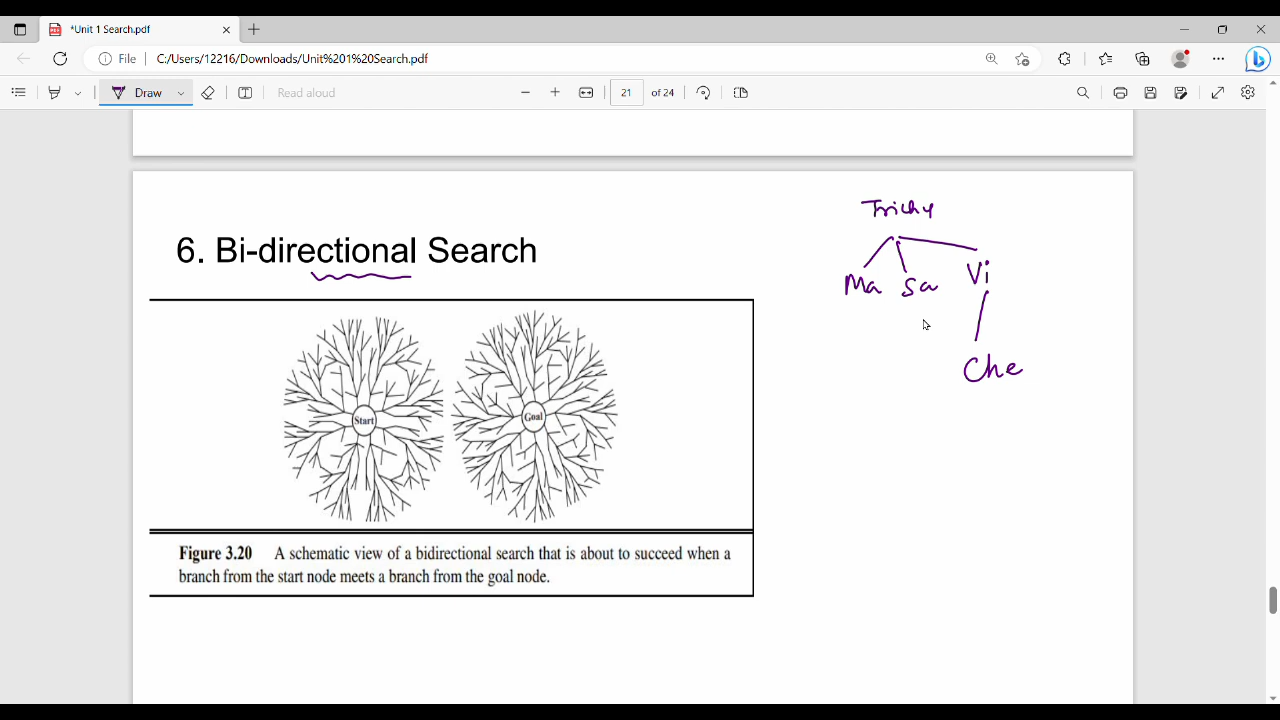 *Unit 1 Search.pdf
File
C:/Users/12216/Downloads/Unit%201%20Search.pdf
Draw
Read aloud
21
of 24
Trichy
6. Bi-directional Search
Ma Sa Vi
Che
Start
Goal
Figure 3.20 A schematic view of a bidirectional search that is about to succeed when a
branch from the start node meets a branch from the goal node.